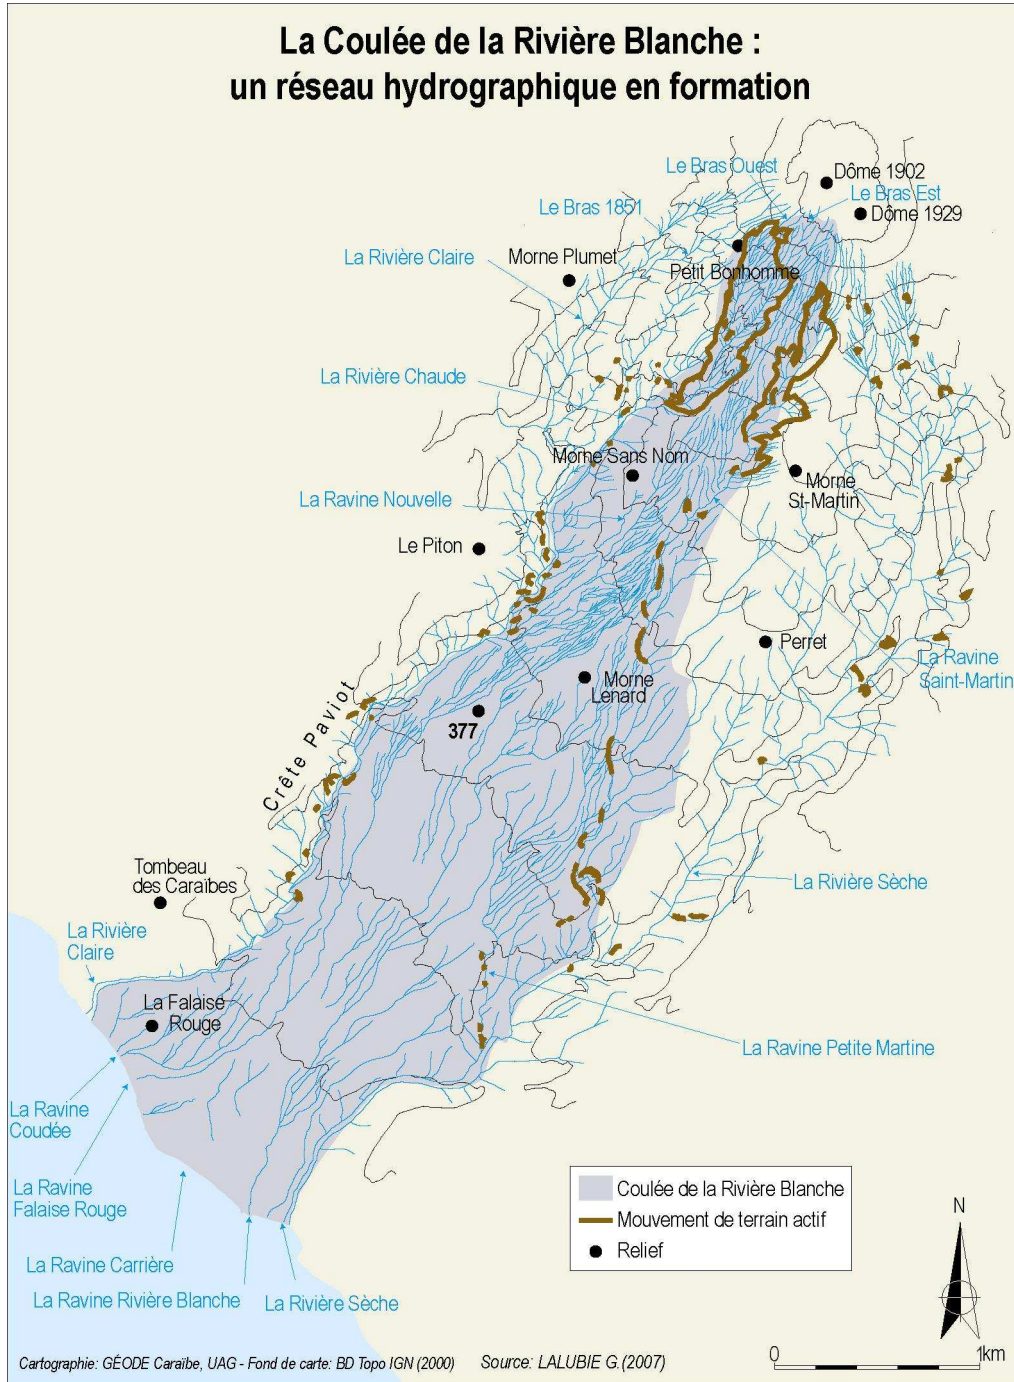 La Coulée de la Rivière Blanche :
un réseau hydrographique en formation
Le Bras Ouest
Dôme 1902
Le Bras Est
Le Bras 1851
Dôme 1929
La Rivière Claire
Morne Plumet
Petit Bonhomme
La Rivière Chaude
Morne Sans Nom
Morne
St-Martin
La Ravine Nouvelle
Le Piton
Perret
La Ravine
Saint-Martin
Morne
Lenard
377
Crête Paviot
Tombeau
des Caraïbes
La Rivière Sèche
La Rivière
Claire
La Falaise
Rouge
La Ravine Petite Martine
La Ravine
Coudée
La Ravine
Falaise Rouge
La Ravine Carrière
La Ravine Rivière Blanche
La Rivière Sèche
Coulée de la Rivière Blanche
Mouvement de terrain actif
Relief
N
0 1km
Cartographie: GÉODE Caraïbe, UAG - Fond de carte: BD Topo IGN (2000) Source: LALUBIE G.(2007)